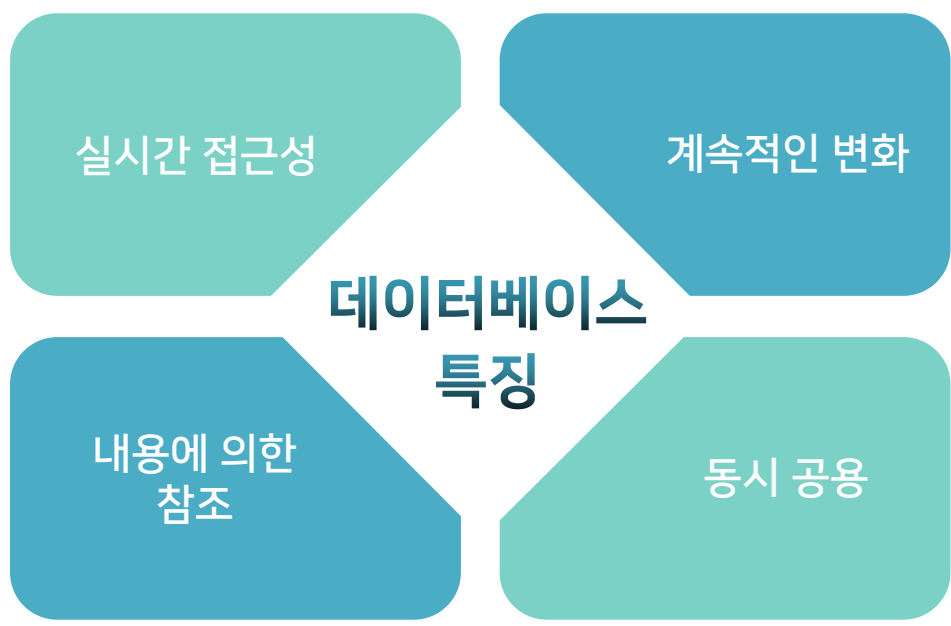 실시간 접근성
계속적인 변화
데이터베이스
특징
내용에 의한
참조
동시 공용